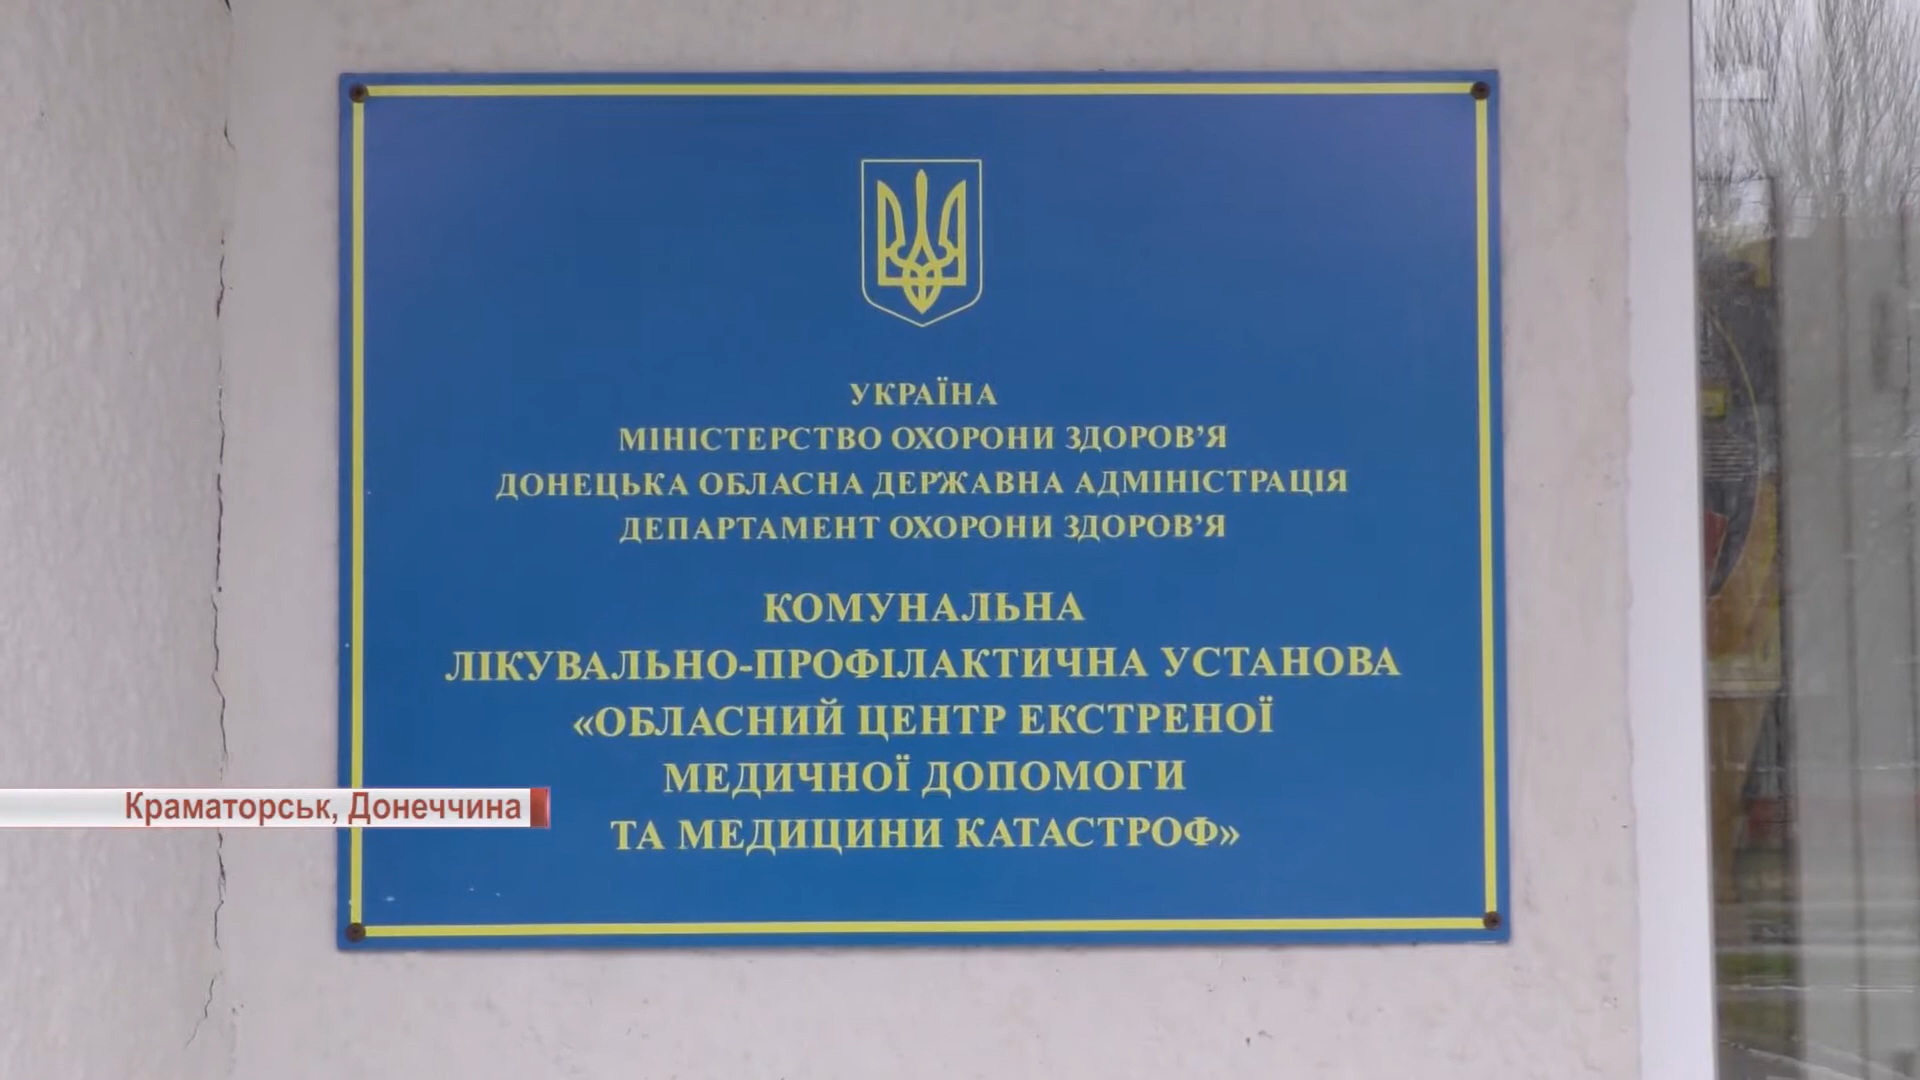 УКРАЇНА
МІНІСТЕРСТВО ОХОРОНИ ЗДОРОВ’Я
ДОНЕЦЬКА ОБЛАСНА ДЕРЖАВНА АДМІНІСТРАЦІЯ
ДЕПАРТАМЕНТ ОХОРОНИ ЗДОРОВ’Я
КОМУНАЛЬНА
ЛІКУВАЛЬНО-ПРОФІЛАКТИЧНА УСТАНОВА
«ОБЛАСНИЙ ЦЕНТР ЕКСТРЕНОЇ
МЕДИЧНОЇ ДОПОМОГИ
ТА МЕДИЦИНИ КАТАСТРОФ»
Краматорськ, Донеччина